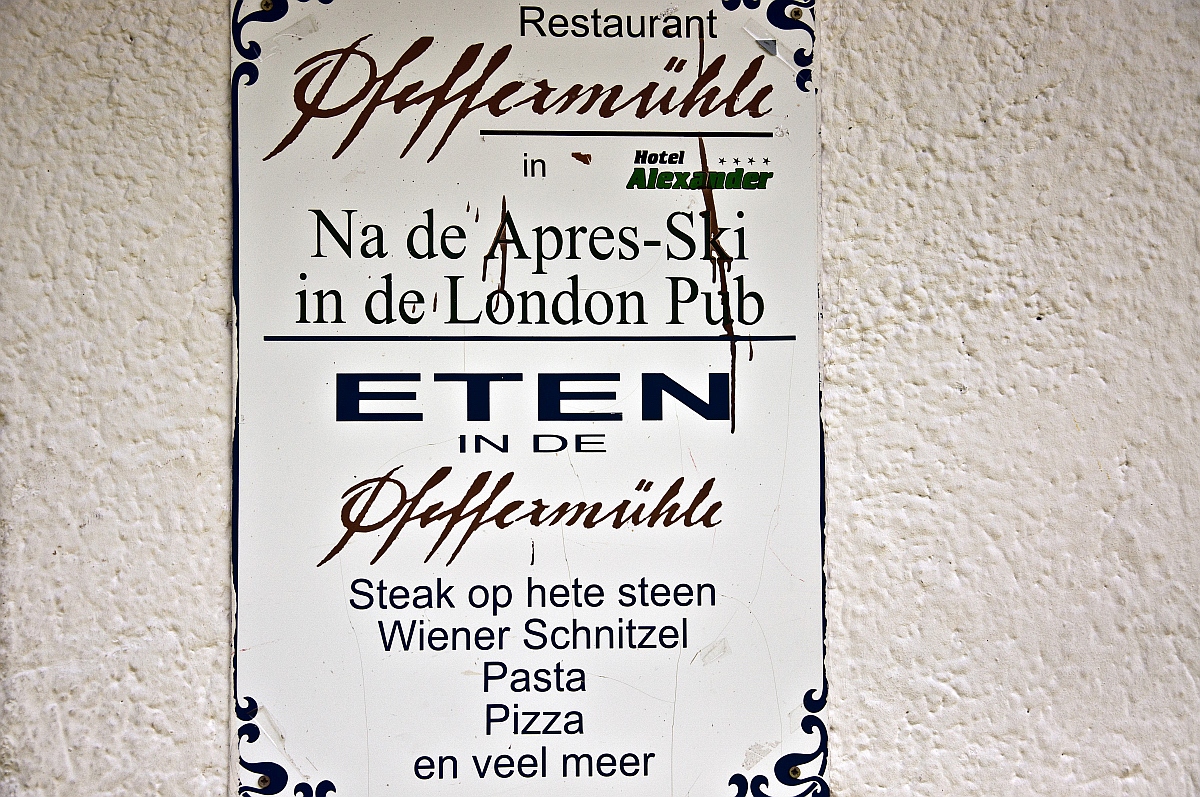 Restaurant
Pfeffermühle
in
Hotel
Alexander
Na de Apres-Ski
in de London Pub
ETEN
IN DE
Pfeffermühle
Steak op hete steen
Wiener Schnitzel
Pasta
Pizza
en veel meer